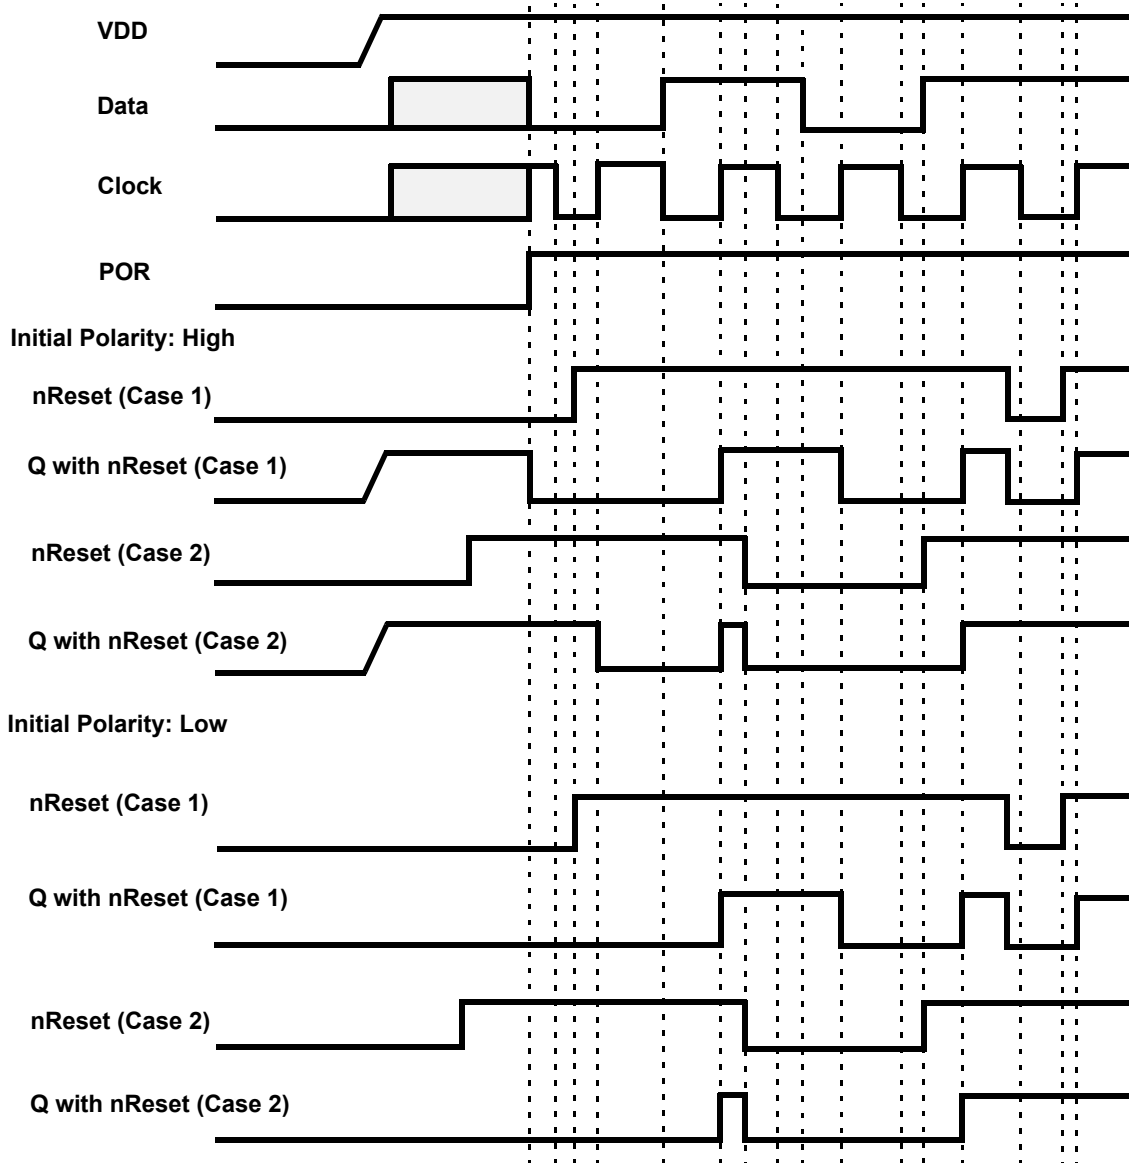 VDD
Data
Clock
POR
Initial Polarity: High
nReset (Case 1)
Q with nReset (Case 1)
nReset (Case 2)
Q with nReset (Case 2)
Initial Polarity: Low
nReset (Case 1)
Q with nReset (Case 1)
nReset (Case 2)
Q with nReset (Case 2)